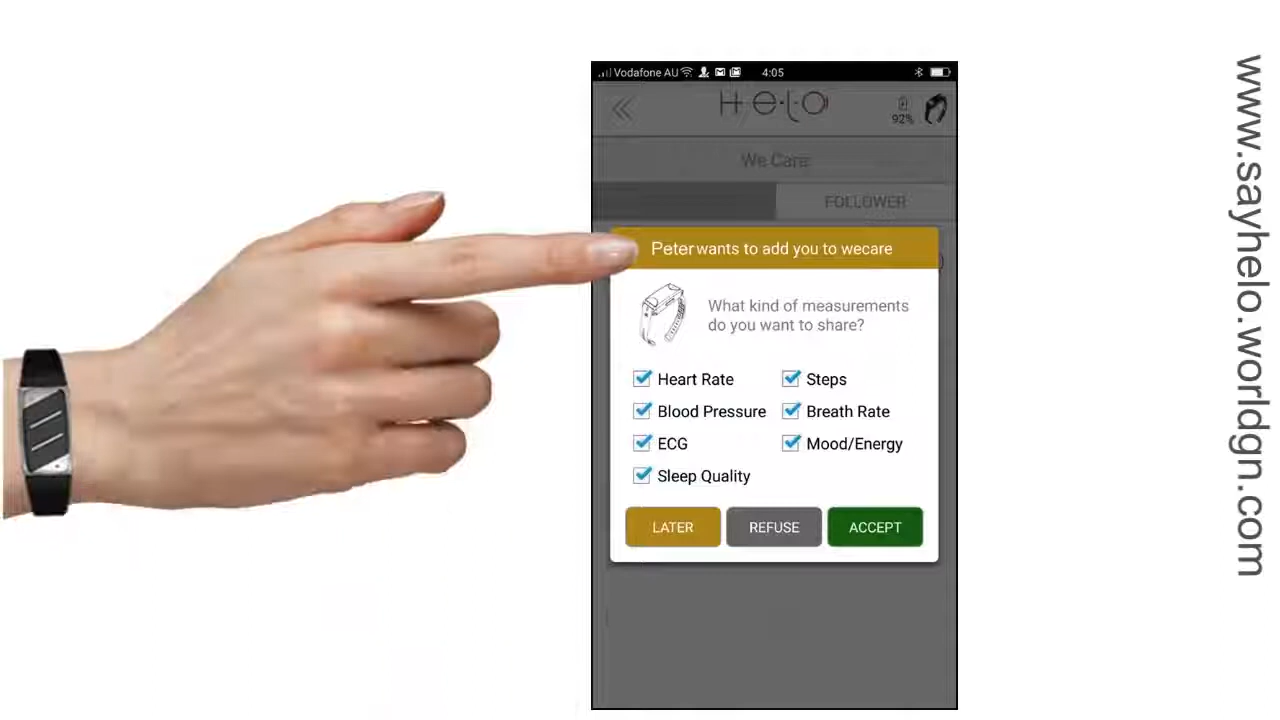 Vodafone AU 4:05
Helo
92%
We Care
FOLLOWER
Peter wants to add you to wecare
What kind of measurements
do you want to share?
Heart Rate Steps
Blood Pressure Breath Rate
ECG Mood/Energy
Sleep Quality
LATER REFUSE ACCEPT
www.sayhelo.worldgn.com